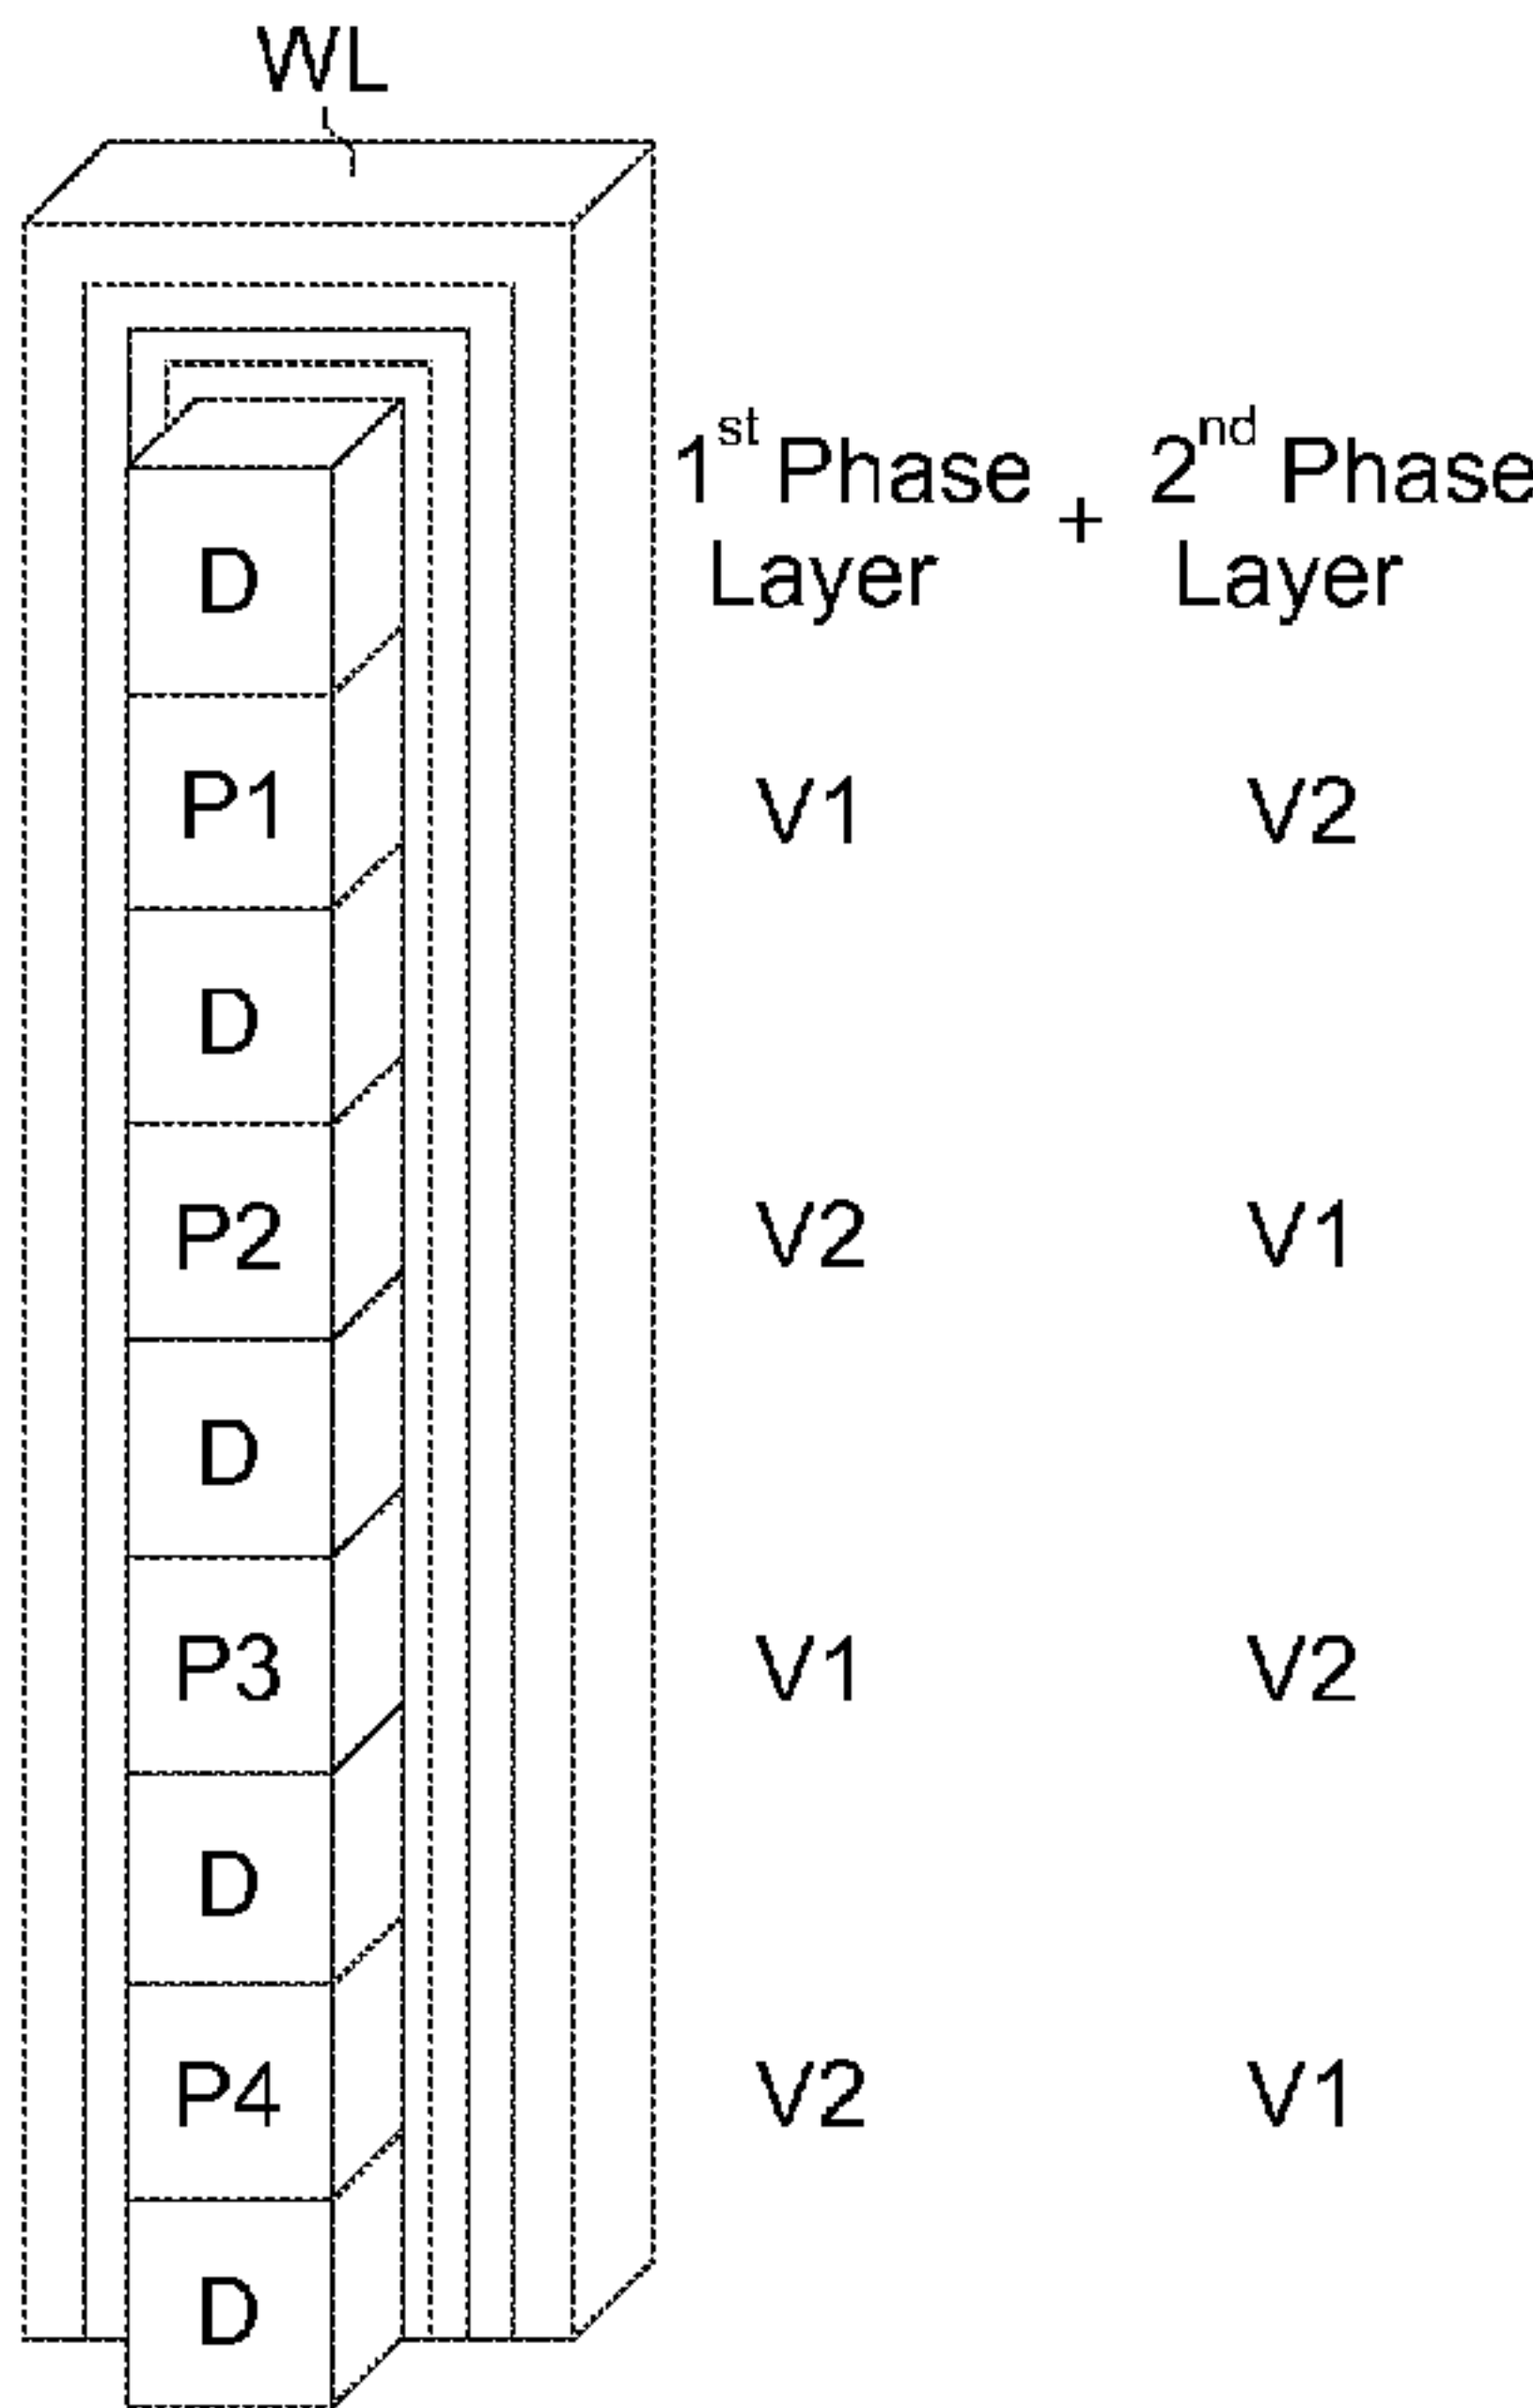 WL
1st Phase + 2nd Phase
Layer Layer
D
P1 V1 V2
D
P2 V2 V1
D
P3 V1 V2
D
P4 V2 V1
D